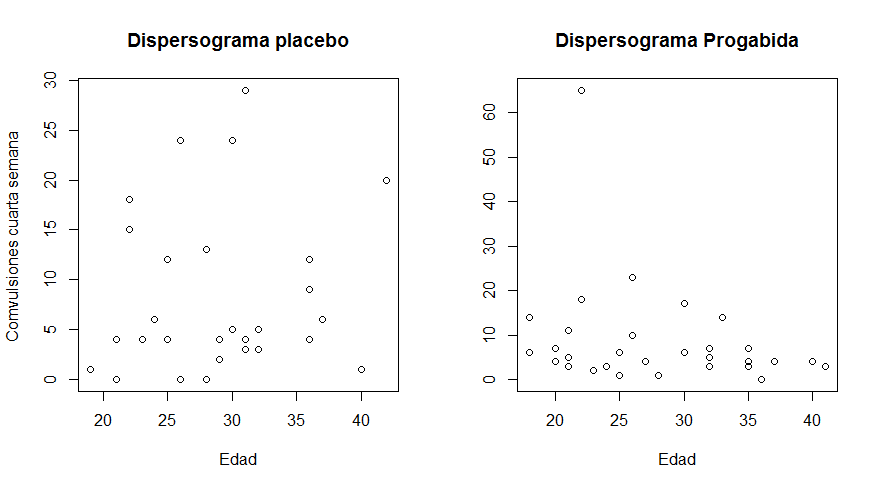 Dispersograma placebo
Comvulsiones cuarta semana
30
25
20
15
10
5
0
20 25 30 35 40
Edad
Dispersograma Progabida
60
50
40
30
20
10
0
20 25 30 35 40
Edad